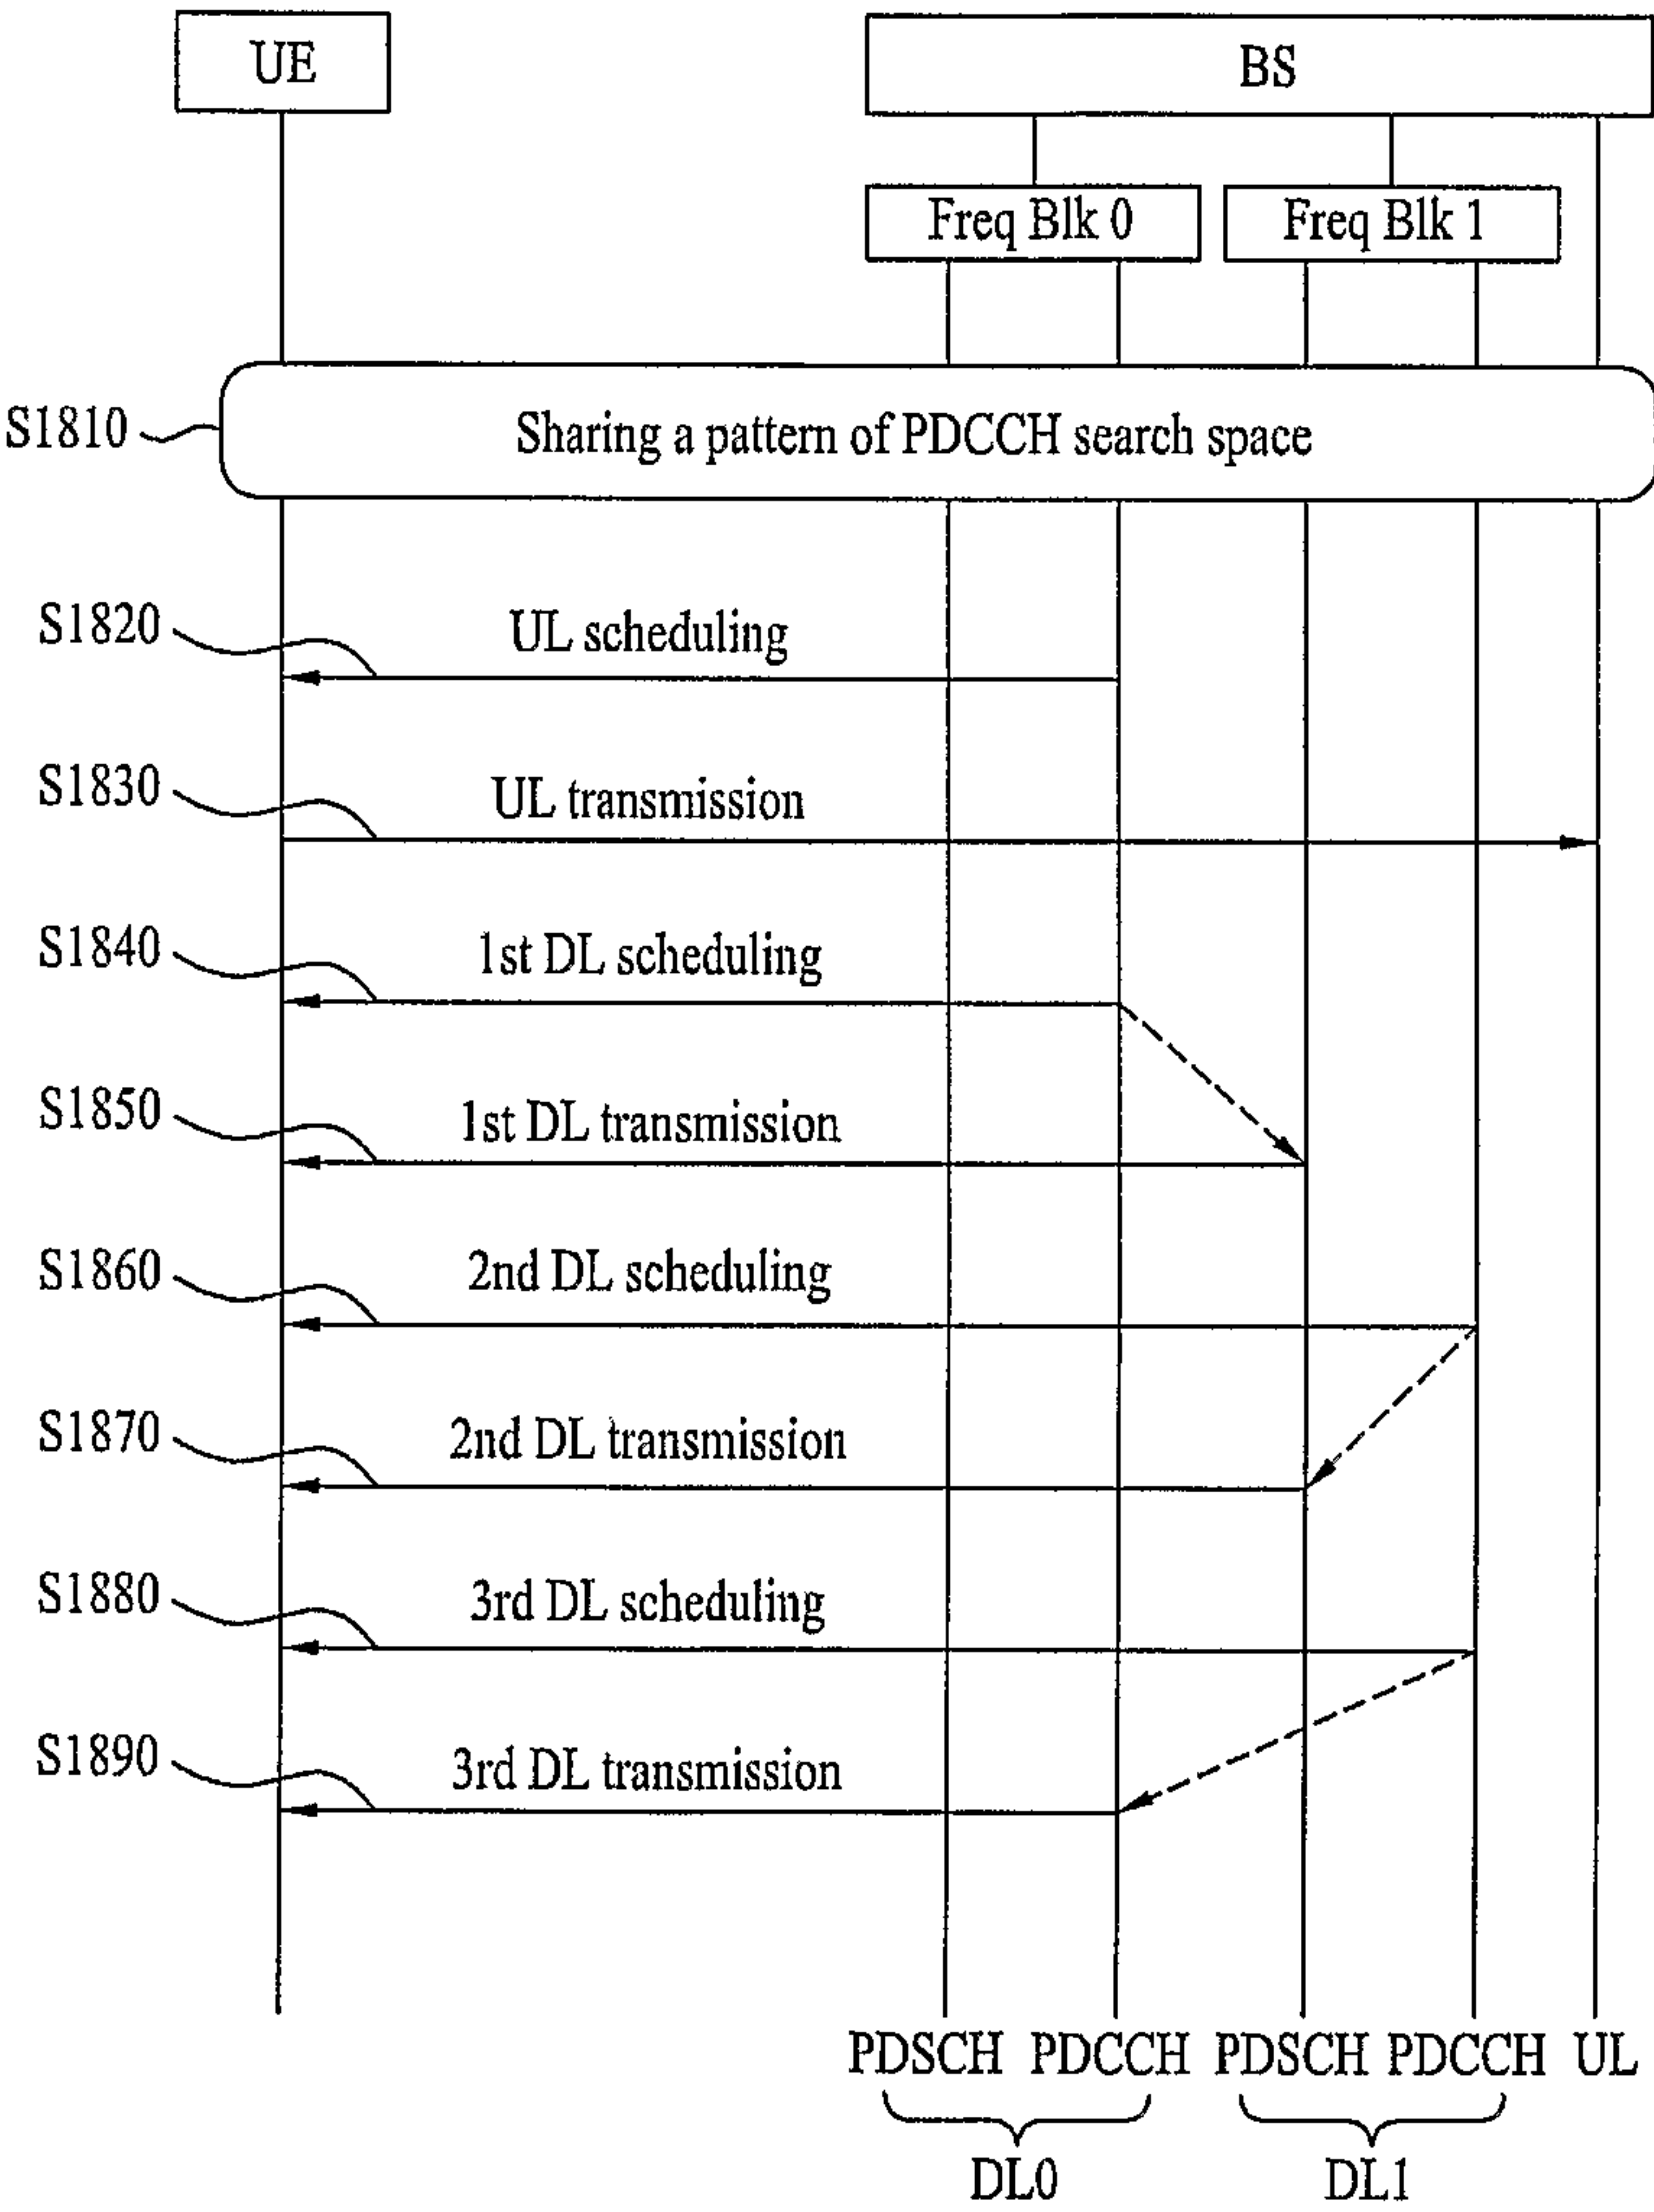 UE
BS
Freq Blk 0
Freq Blk 1
S1810
Sharing a pattern of PDCCH search space
S1820
UL scheduling
S1830
UL transmission
S1840
1st DL scheduling
S1850
1st DL transmission
S1860
2nd DL scheduling
S1870
2nd DL transmission
S1880
3rd DL scheduling
S1890
3rd DL transmission
PDSCH PDCCH PDSCH PDCCH UL
DL0
DL1